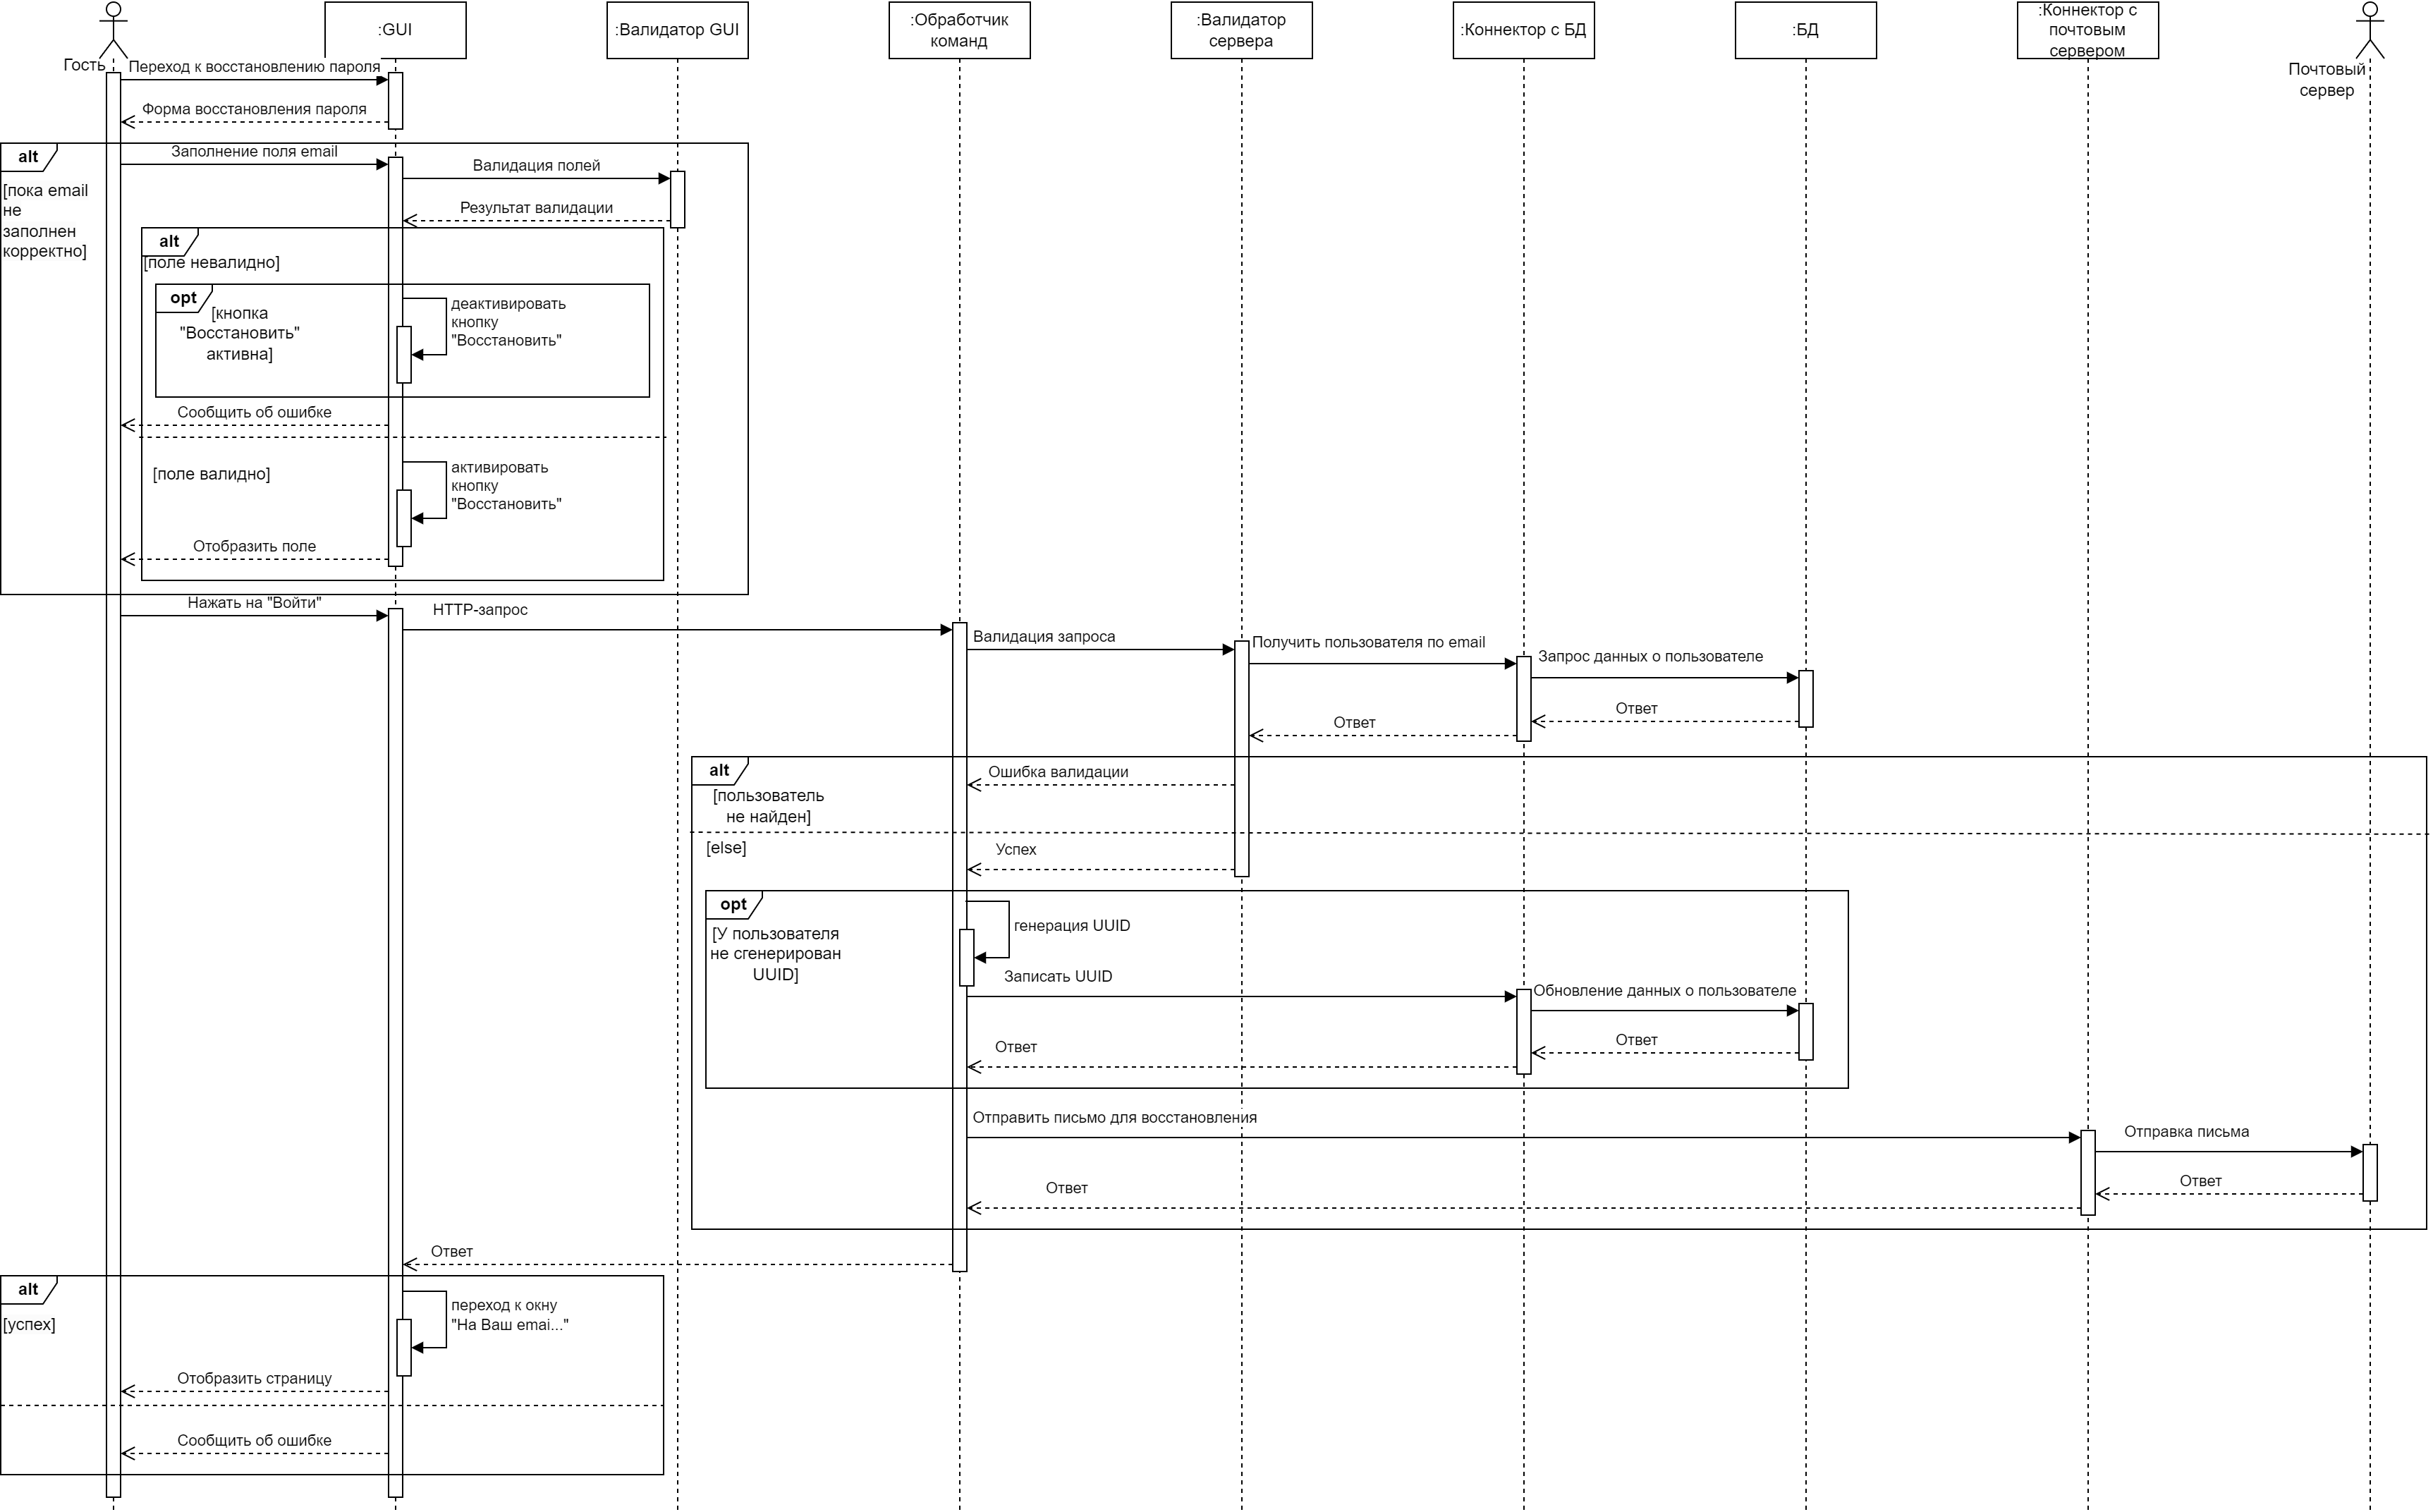 :GUI
:Валидатор GUI
:Обработчик
команд
:Валидатор
сервера
:Коннектор с БД
:БД
:Коннектор с
почтовым
сервером
Гость
Почтовый
сервер
Переход к восстановлению пароля
Форма восстановления пароля
alt
[пока email
не
заполнен
корректно]
Заполнение поля email
Валидация полей
Результат валидации
alt
[поле невалидно]
opt
[кнопка
"Восстановить"
активна]
деактивировать
кнопку
"Восстановить"
Сообщить об ошибке
[поле валидно]
активировать
кнопку
"Восстановить"
Отобразить поле
Нажать на "Войти"
HTTP-запрос
Валидация запроса
Получить пользователя по email
Запрос данных о пользователе
Ответ
Ответ
alt
[пользователь
не найден]
Ошибка валидации
[else]
Успех
opt
[У пользователя
не сгенерирован
UUID]
генерация UUID
Записать UUID
Обновление данных о пользователе
Ответ
Ответ
Отправить письмо для восстановления
Отправка письма
Ответ
Ответ
Ответ
alt
[успех]
переход к окну
"На Ваш emai..."
Отобразить страницу
Сообщить об ошибке